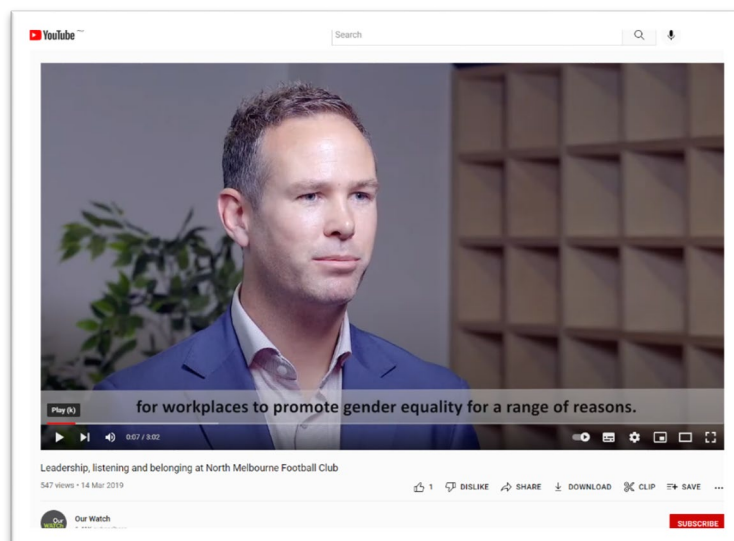 YouTube
Search
for workplaces to promote gender equality for a range of reasons.
Play (k)
0:07 / 3:02
Leadership, listening and belonging at North Melbourne Football Club
547 views • 14 Mar 2019
1 DISLIKE SHARE DOWNLOAD CLIP SAVE ...
Our WATCH
Our Watch
SUBSCRIBE